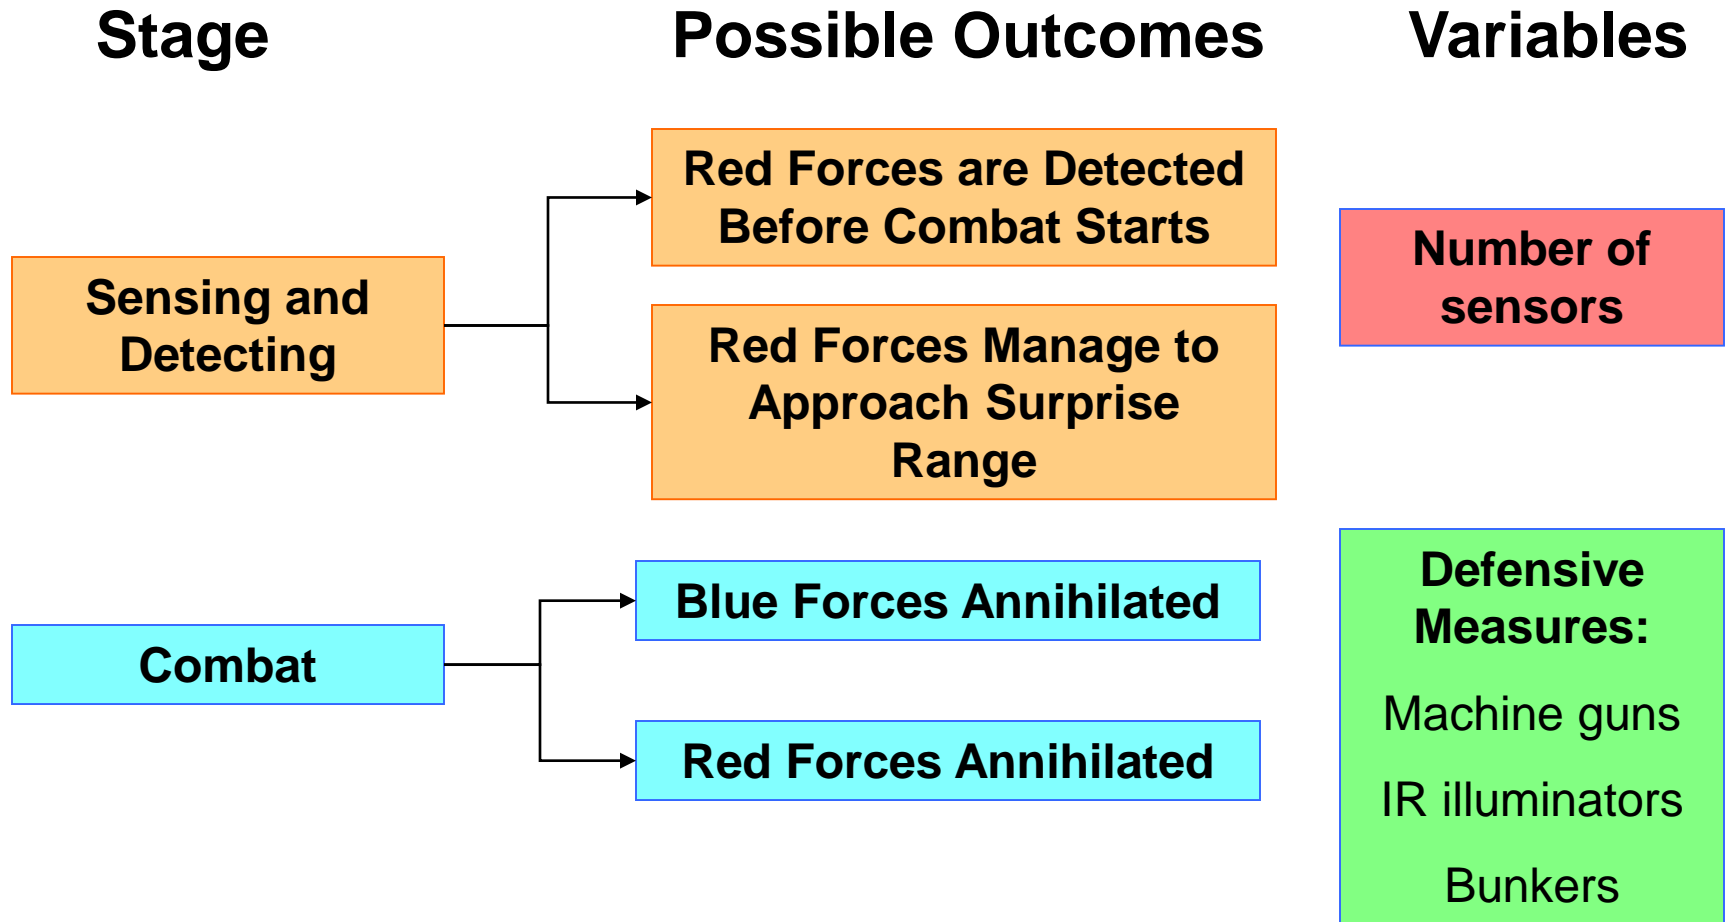 Stage
Possible Outcomes
Variables
Sensing and
Detecting
Red Forces are Detected
Before Combat Starts
Red Forces Manage to
Approach Surprise
Range
Number of
sensors
Combat
Blue Forces Annihilated
Red Forces Annihilated
Defensive
Measures:
Machine guns
IR illuminators
Bunkers